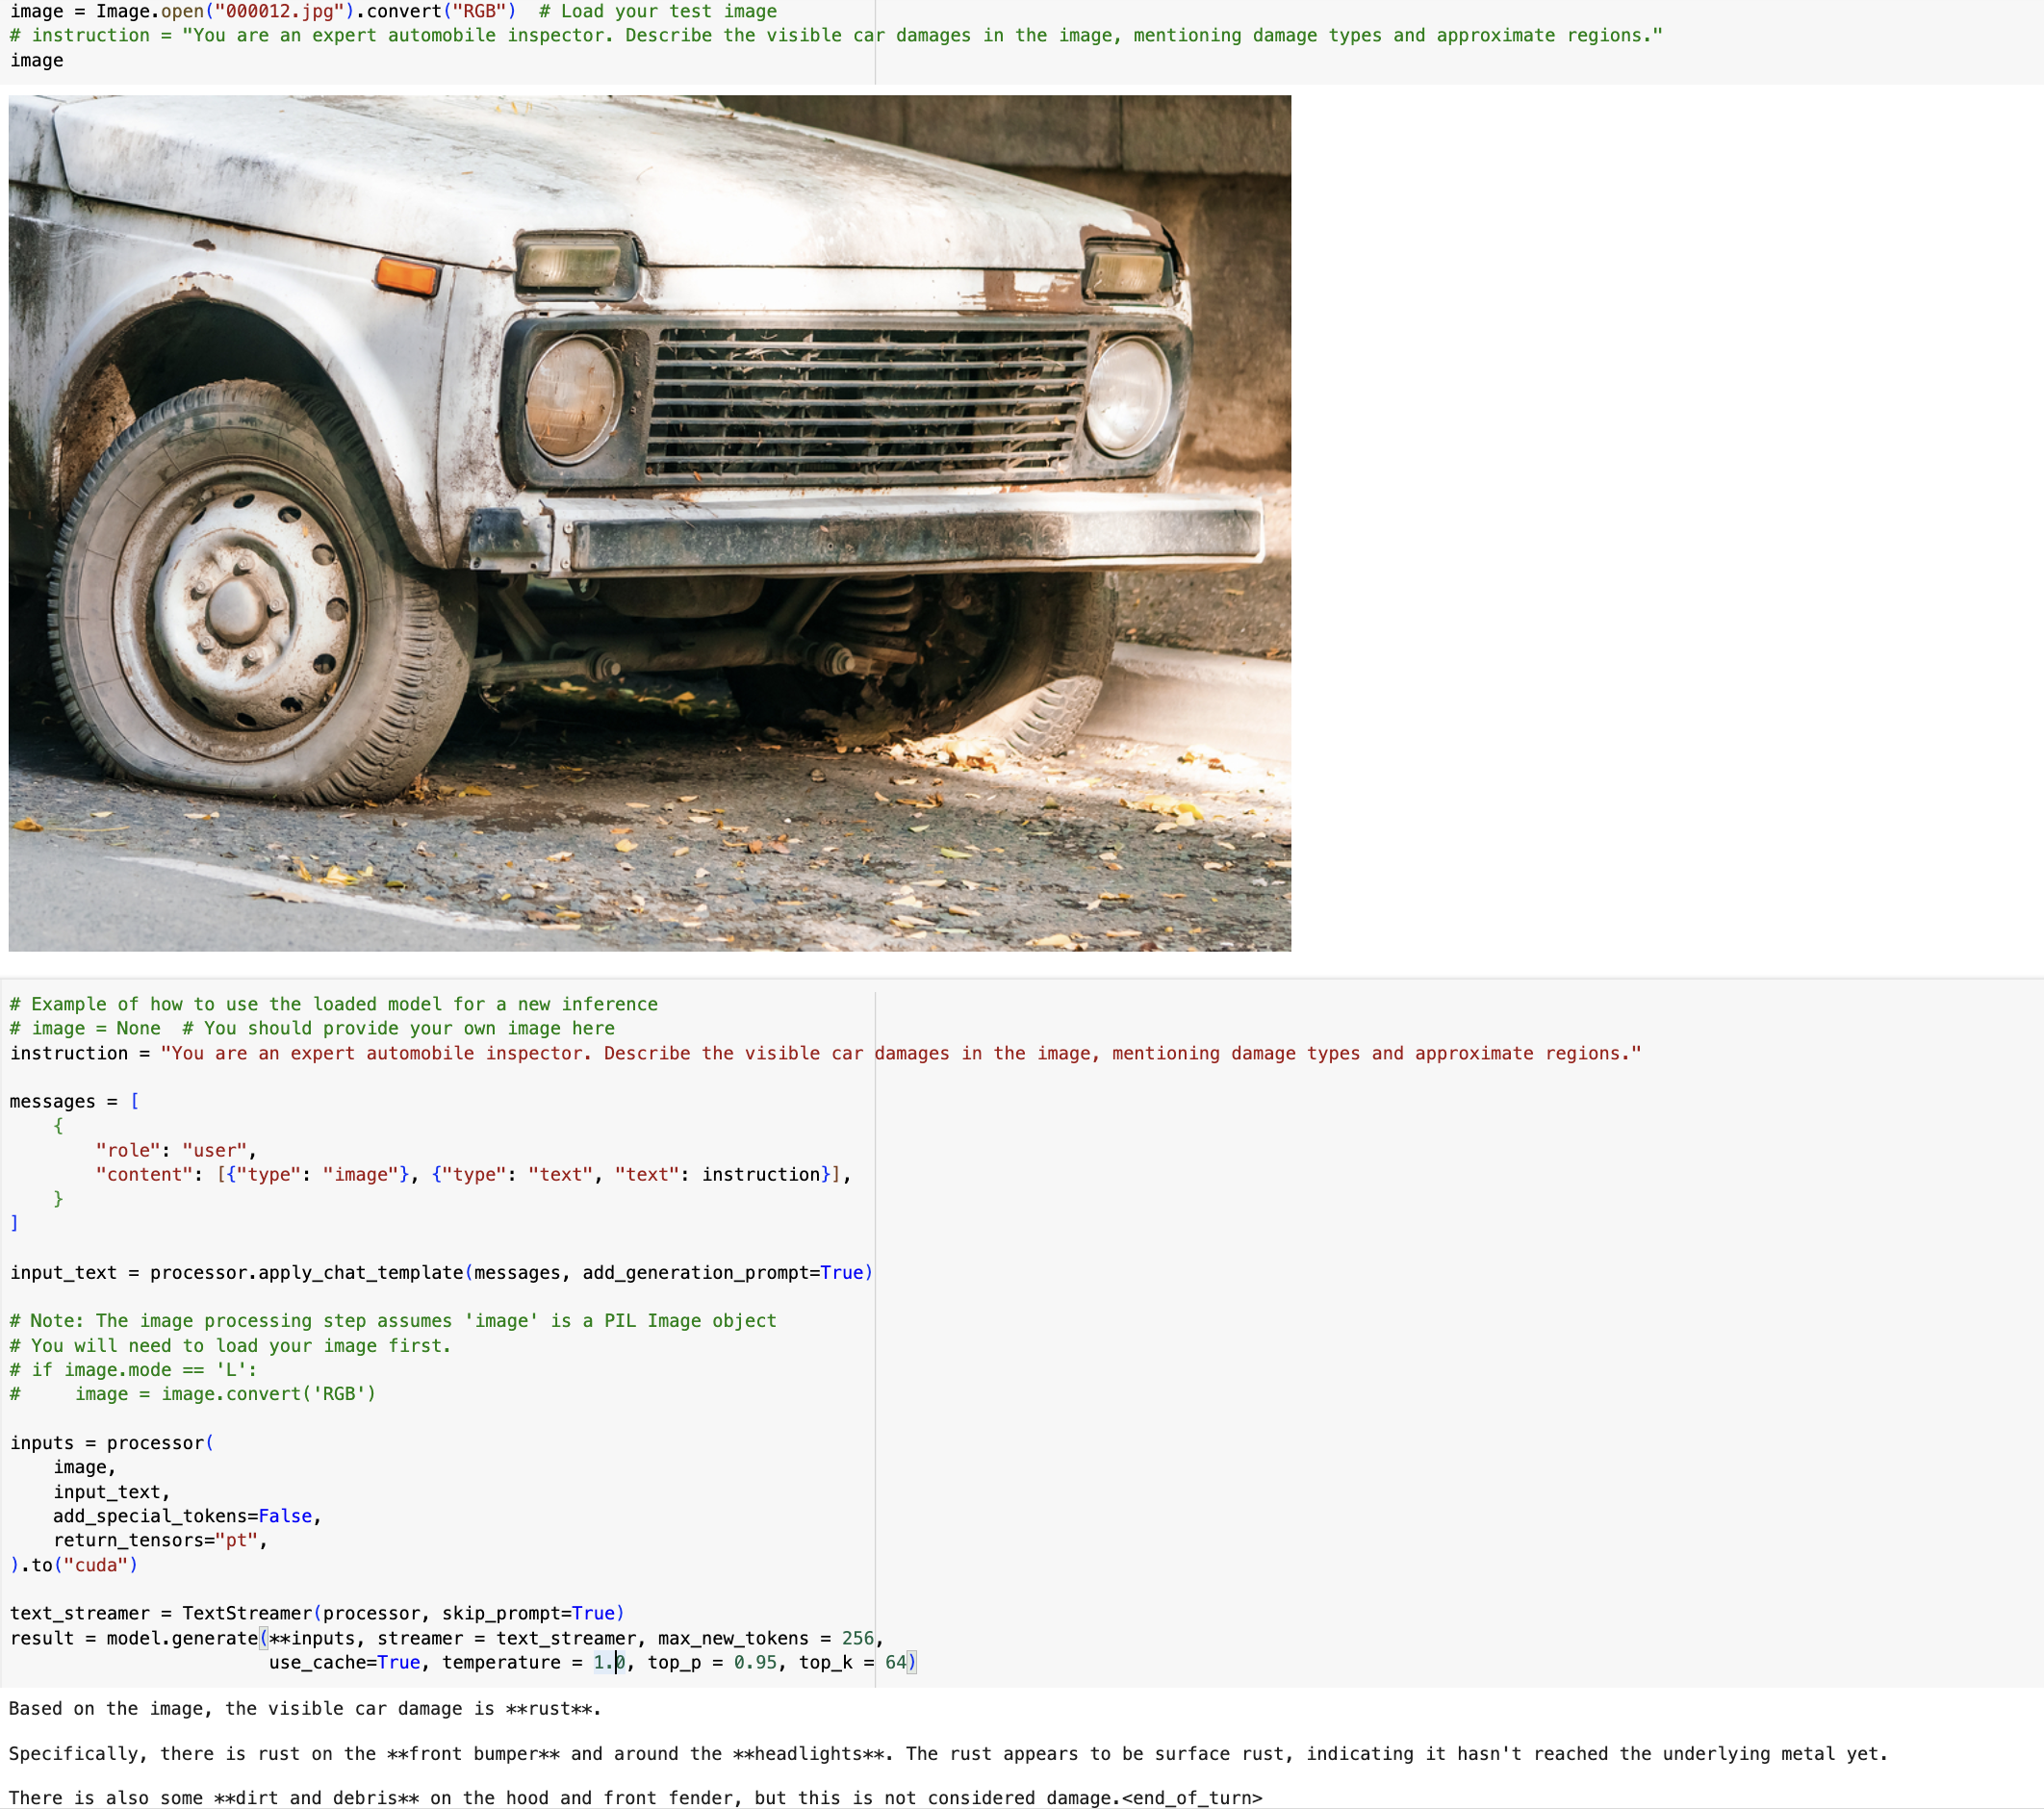 image = Image.open("000012.jpg").convert("RGB")  # Load your test image
# instruction = "You are an expert automobile inspector. Describe the visible car damages in the image, mentioning damage types and approximate regions."
image
# Example of how to use the loaded model for a new inference
# image = None  # You should provide your own image here
instruction = "You are an expert automobile inspector. Describe the visible car damages in the image, mentioning damage types and approximate regions."
messages = [
    {
        "role": "user",
        "content": [{"type": "image"}, {"type": "text", "text": instruction}],
    }
]
input_text = processor.apply_chat_template(messages, add_generation_prompt=True)
# Note: The image processing step assumes 'image' is a PIL Image object
# You will need to load your image first.
# if image.mode == 'L':
#     image = image.convert('RGB')
inputs = processor(
    image,
    input_text,
    add_special_tokens=False,
    return_tensors="pt",
).to("cuda")
text_streamer = TextStreamer(processor, skip_prompt=True)
result = model.generate(**inputs, streamer = text_streamer, max_new_tokens = 256,
                        use_cache=True, temperature = 1.0, top_p = 0.95, top_k = 64)
Based on the image, the visible car damage is **rust**.
Specifically, there is rust on the **front bumper** and around the **headlights**. The rust appears to be surface rust, indicating it hasn't reached the underlying metal yet.
There is also some **dirt and debris** on the hood and front fender, but this is not considered damage.<end_of_turn>